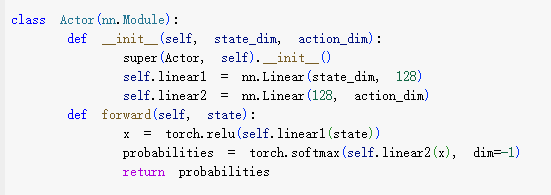 class Actor(nn.Module):
    def __init__(self, state_dim, action_dim):
        super(Actor, self).__init__()
        self.linear1 = nn.Linear(state_dim, 128)
        self.linear2 = nn.Linear(128, action_dim)
    def forward(self, state):
        x = torch.relu(self.linear1(state))
        probabilities = torch.softmax(self.linear2(x), dim=-1)
        return probabilities